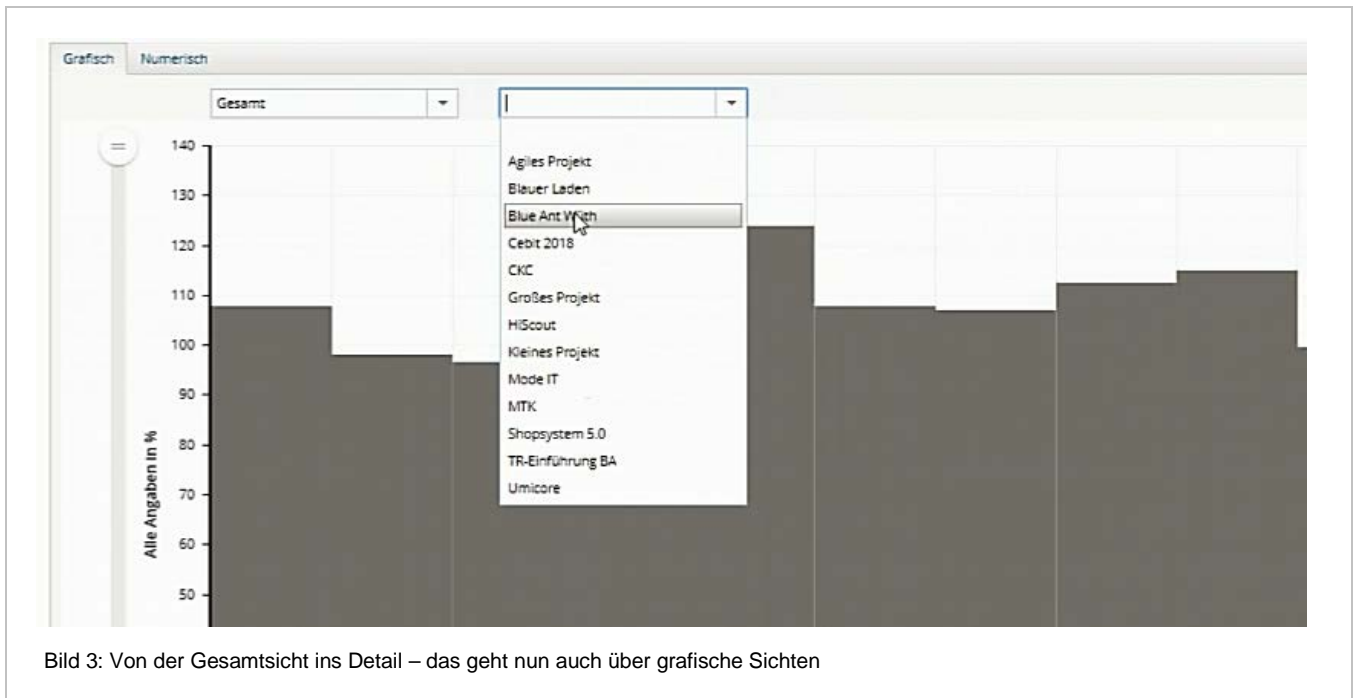 Grafisch Numerisch
Gesamt
Agiles Projekt
Blauer Laden
Blue Ant
Cebit 2018
CKC
Großes Projekt
HiScout
Kleines Projekt
Mode IT
MTK
Shopsystem 5.0
TR-Einführung BA
Umicore
140
130
120
110
100
90
80
70
60
50
Alle Angaben in %
Bild 3: Von der Gesamtsicht ins Detail – das geht nun auch über grafische Sichten